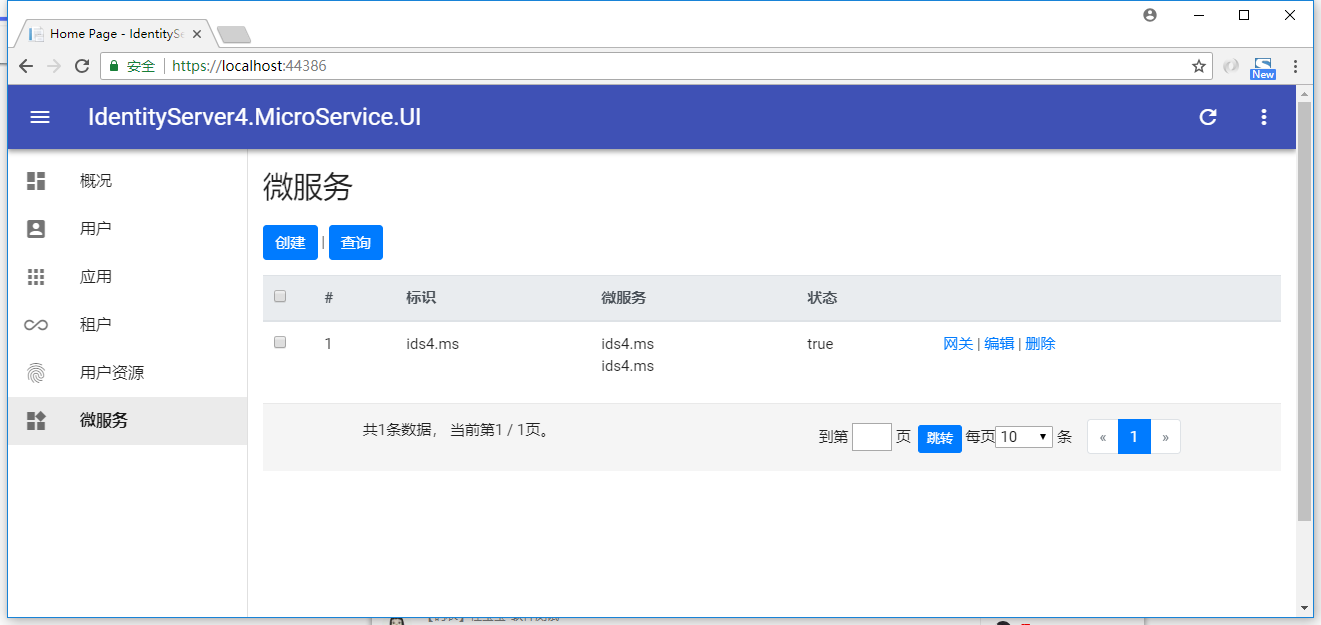 Home Page - IdentitySe
安全 https://localhost:44386
New
IdentityServer4.MicroService.UI
概况
用户
应用
租户
用户资源
微服务
微服务
创建 | 查询
# 标识 微服务 状态
1 ids4.ms ids4.ms true 网关 | 编辑 | 删除
ids4.ms
共1条数据， 当前第1 / 1页。
到第 页 跳转 每页 10 条 « 1 »